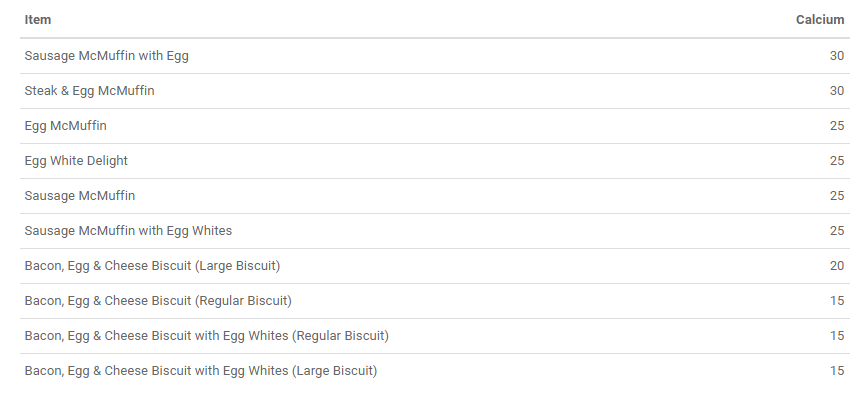 Item Calcium
Sausage McMuffin with Egg 30
Steak & Egg McMuffin 30
Egg McMuffin 25
Egg White Delight 25
Sausage McMuffin 25
Sausage McMuffin with Egg Whites 25
Bacon, Egg & Cheese Biscuit (Large Biscuit) 20
Bacon, Egg & Cheese Biscuit (Regular Biscuit) 15
Bacon, Egg & Cheese Biscuit with Egg Whites (Regular Biscuit) 15
Bacon, Egg & Cheese Biscuit with Egg Whites (Large Biscuit) 15